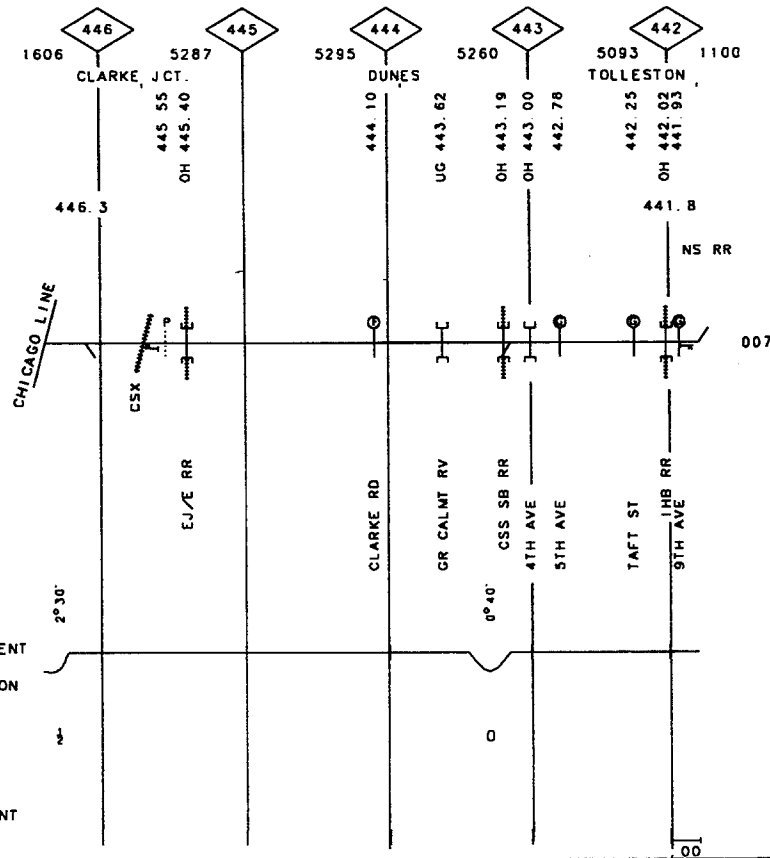 446 445 444 443 442
1606 5287 5295 5260 5093 1100
CLARKE, JCT. DUNES TOLLESTON,
445 55
OH 445.40
444.10
UG 443.62
OH 443.19
OH 443.00
442.78
442.25
OH 442.02
441.93
446.3
441.8
NS RR
CHICAGO LINE
P
F
G
G
G
007
CSX
EJ/E RR
CLARKE RD
GR CALMT RV
CSS SB RR
4TH AVE
5TH AVE
TAFT ST
IHB RR
9TH AVE
2°30'
0°40'
ENT
ON
½
0
NT
00